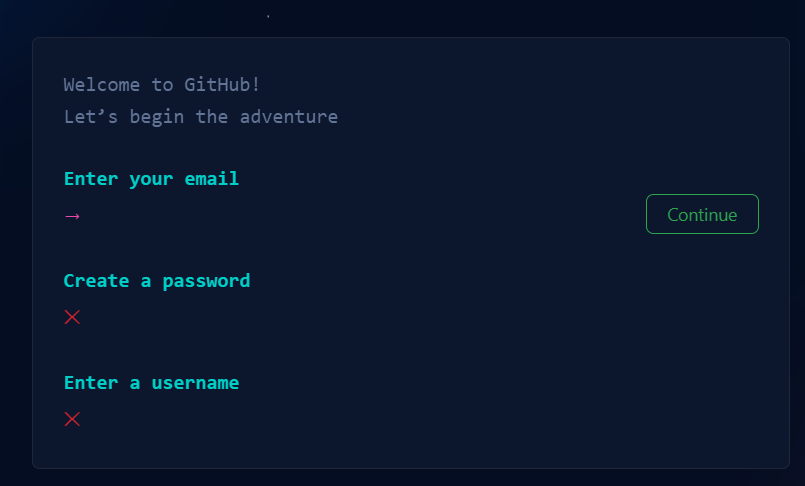 Welcome to GitHub!
Let’s begin the adventure
Enter your email
→
Continue
Create a password
Enter a username